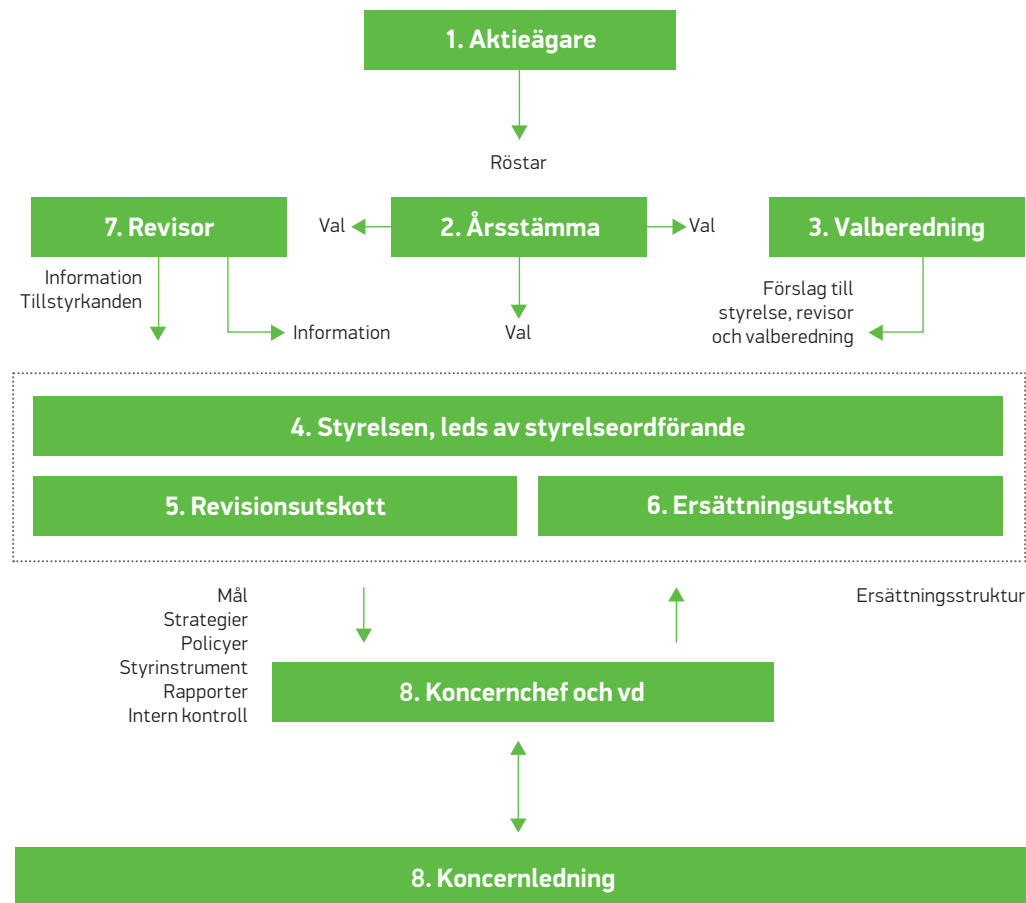 1. Aktieägare
Röstar
7. Revisor
Val
2. Årsstämma
Val
3. Valberedning
Information
Tillstyrkanden
Information
Val
Förslag till
styrelse, revisor
och valberedning
4. Styrelsen, leds av styrelseordförande
5. Revisionsutskott
6. Ersättningsutskott
Mål
Strategier
Policyer
Styrinstrument
Rapporter
Intern kontroll
Ersättningsstruktur
8. Koncernchef och vd
8. Koncernledning